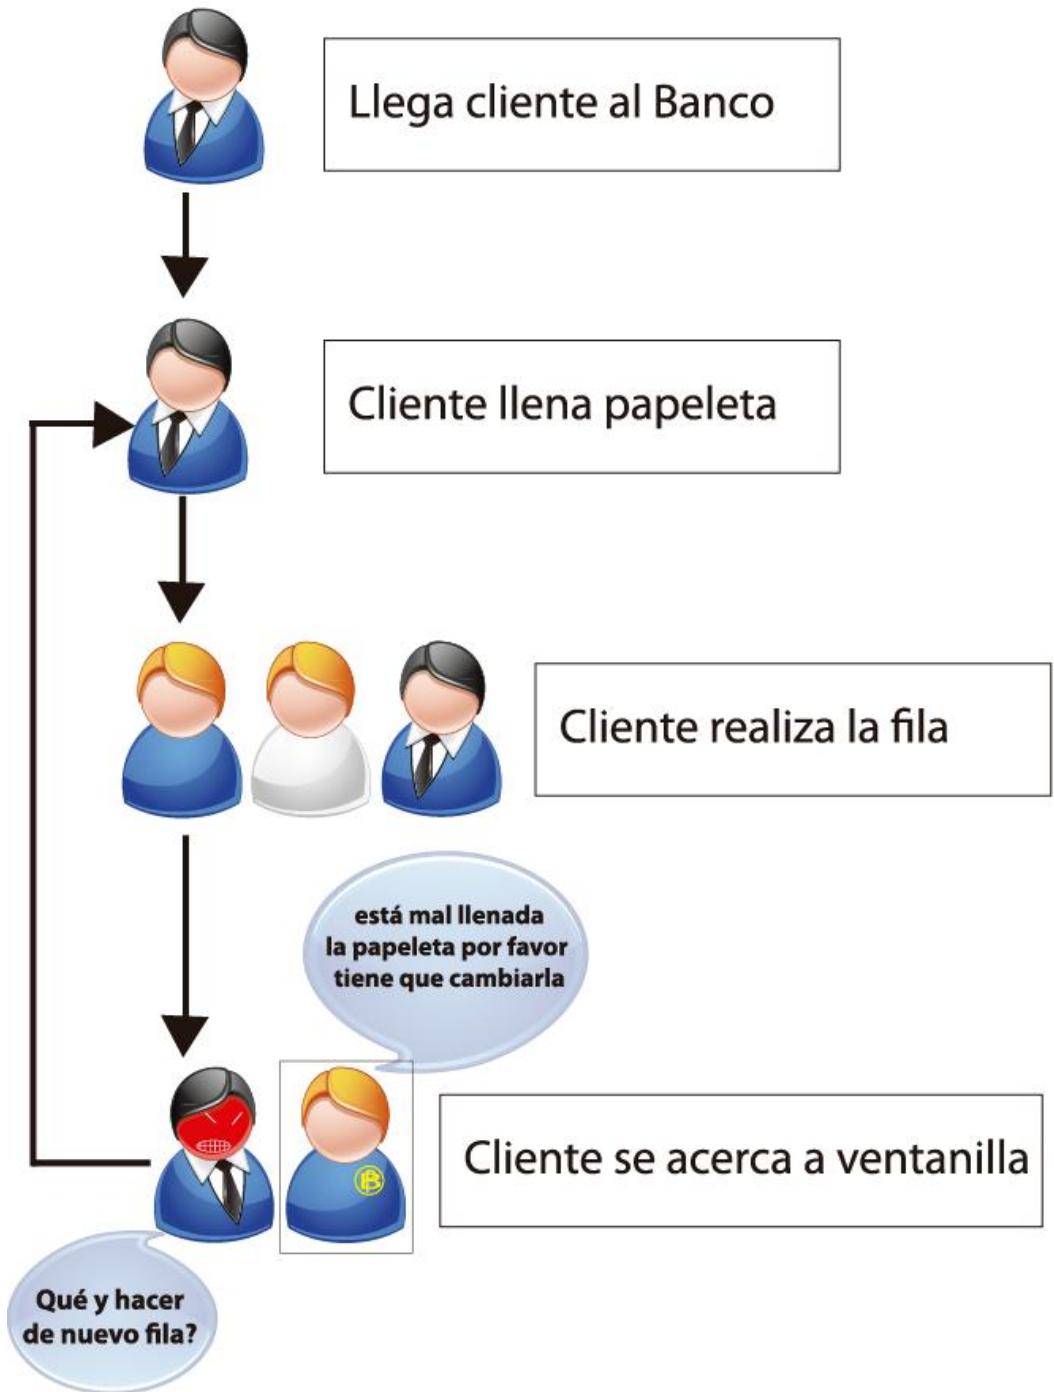 Llega cliente al Banco
Cliente llena papeleta
Cliente realiza la fila
está mal llenada
la papeleta por favor
tiene que cambiarla
Cliente se acerca a ventanilla
Qué y hacer
de nuevo fila?